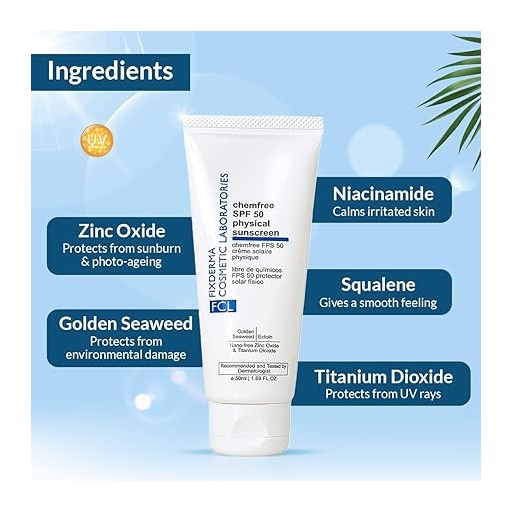 Ingredients
UV
Zinc Oxide
Protects from sunburn
& photo-ageing
Golden Seaweed
Protects from
environmental damage
FIXDERMA
COSMETIC LABORATORIES
FCL
chemfree
SPF 50
physical
sunscreen
chemfree FPS 50
crème solaire
physique
libre de químicos
FPS 50 protector
solar físico
Golden
Seaweed
Ectoin
Nano-free Zinc Oxide
& Titanium Dioxide
Recommended and Tested by
Dermatologist
e 50ml | 1.69 FL.OZ
Niacinamide
Calms irritated skin
Squalene
Gives a smooth feeling
Titanium Dioxide
Protects from UV rays